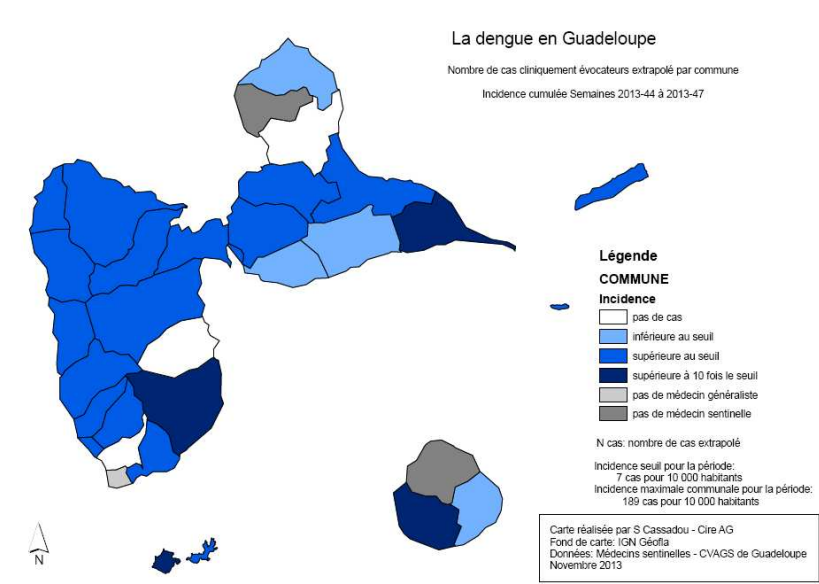 La dengue en Guadeloupe
Nombre de cas cliniquement évocateurs extrapolé par commune
Incidence cumulée Semaines 2013-44 à 2013-47
Légende
COMMUNE
Incidence
pas de cas
inférieure au seuil
supérieure au seuil
supérieure à 10 fois le seuil
pas de médecin généraliste
pas de médecin sentinelle
N cas: nombre de cas extrapolé
Incidence seuil pour la période:
7 cas pour 10 000 habitants
Incidence maximale communale pour la période:
189 cas pour 10 000 habitants
Carte réalisée par S Cassadou - Cire AG
Fond de carte: IGN Géofla
Données: Médecins sentinelles - CVAGS de Guadeloupe
Novembre 2013
N